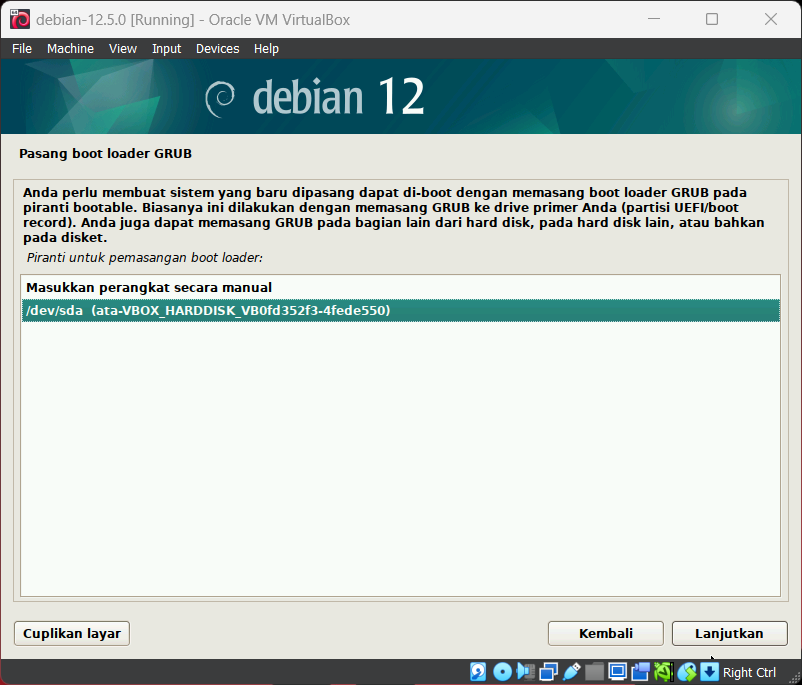 debian-12.5.0 [Running] - Oracle VM VirtualBox
File Machine View Input Devices Help
debian 12
Pasang boot loader GRUB
Anda perlu membuat sistem yang baru dipasang dapat di-boot dengan memasang boot loader GRUB pada
piranti bootable. Biasanya ini dilakukan dengan memasang GRUB ke drive primer Anda (partisi UEFI/boot
record). Anda juga dapat memasang GRUB pada bagian lain dari hard disk, pada hard disk lain, atau bahkan
pada disket.
Piranti untuk pemasangan boot loader:
Masukkan perangkat secara manual
/dev/sda (ata-VBOX_HARDDISK_VB0fd352f3-4fede550)
Cuplikan layar Kembali Lanjutkan
Right Ctrl